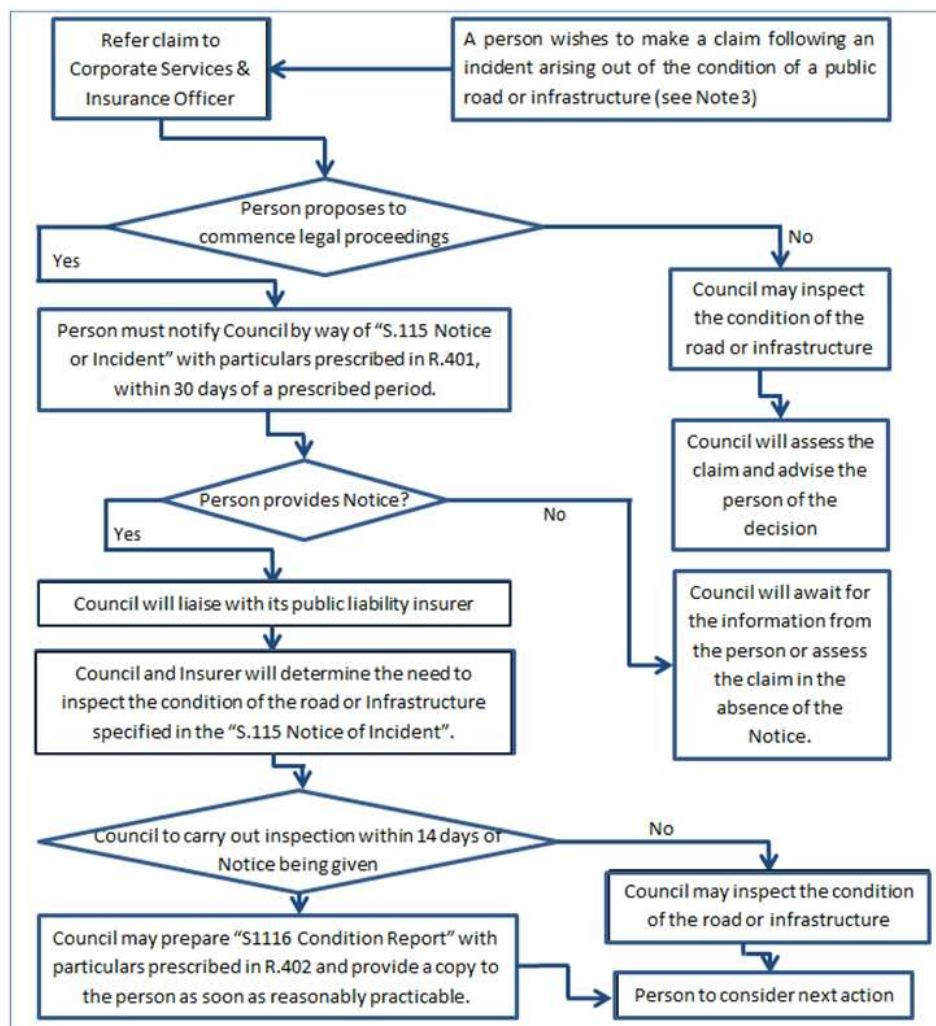 Refer claim to
Corporate Services &
Insurance Officer
A person wishes to make a claim following an
incident arising out of the condition of a public
road or infrastructure (see Note 3)
Person proposes to
commence legal proceedings
Yes
No
Person must notify Council by way of “S.115 Notice
or Incident” with particulars prescribed in R.401,
within 30 days of a prescribed period.
Council may inspect
the condition of the
road or infrastructure
Council will assess the
claim and advise the
person of the
decision
Person provides Notice?
Yes
No
Council will liaise with its public liability insurer
Council will await for
the information from
the person or assess
the claim in the
absence of the
Notice.
Council and Insurer will determine the need to
inspect the condition of the road or Infrastructure
specified in the “S.115 Notice of Incident”.
Council to carry out inspection within 14 days of
Notice being given
No
Council may inspect the condition
of the road or infrastructure
Council may prepare “S1116 Condition Report” with
particulars prescribed in R.402 and provide a copy to
the person as soon as reasonably practicable.
Person to consider next action